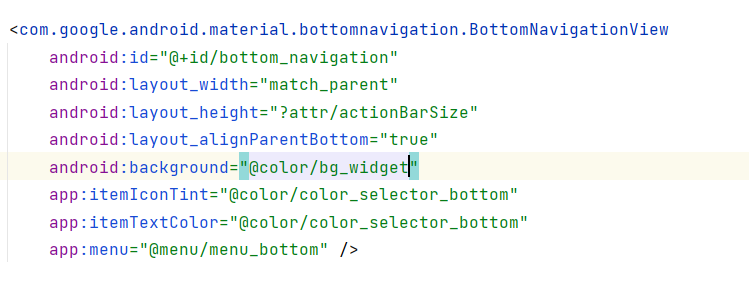 <com.google.android.material.bottomnavigation.BottomNavigationView
android:id="@+id/bottom_navigation"
android:layout_width="match_parent"
android:layout_height="?attr/actionBarSize"
android:layout_alignParentBottom="true"
android:background="@color/bg_widget"
app:itemIconTint="@color/color_selector_bottom"
app:itemTextColor="@color/color_selector_bottom"
app:menu="@menu/menu_bottom" />